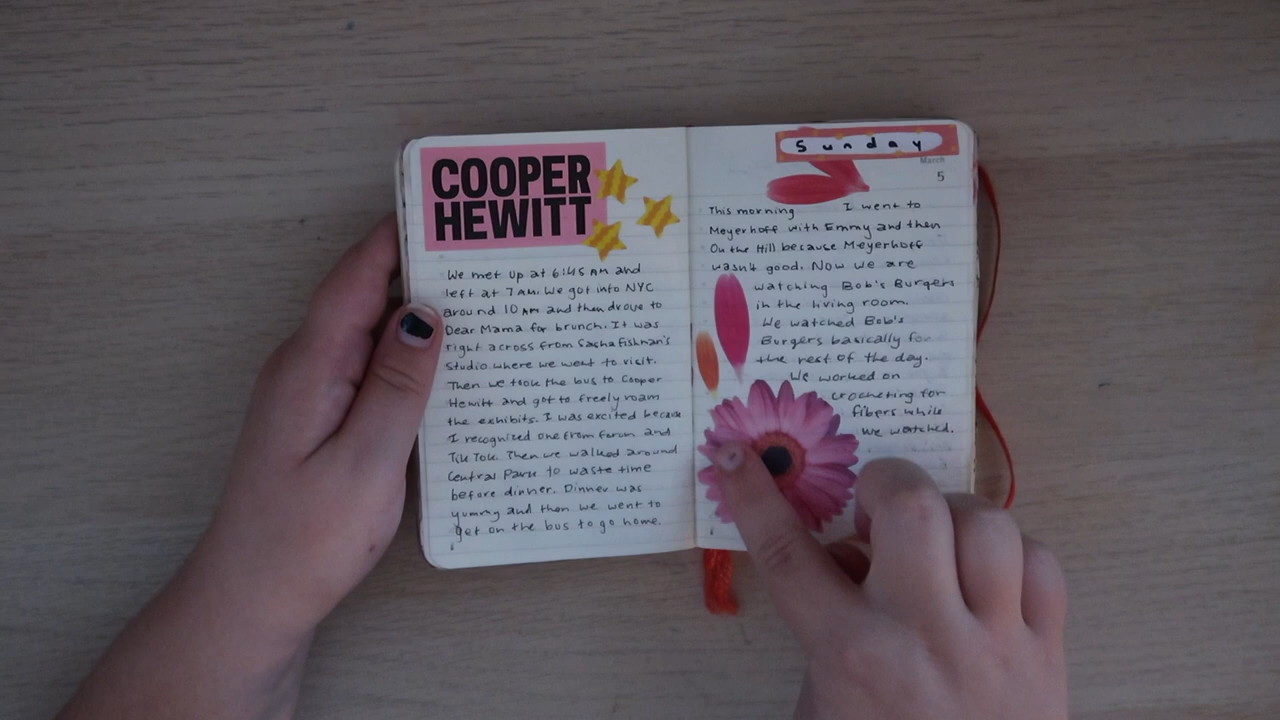 COOPER
HEWITT
We met up at 6:45 AM and
left at 7 AM. We got into NYC
around 10 AM and then drove to
Dear Mama for brunch. It was
right across from Sasha Fishman's
studio where we went to visit.
Then we took the bus to Cooper
Hewitt and got to freely roam
the exhibits. I was excited because
I recognized one from forum and
Tik Tok. Then we walked around
Central Park to waste time
before dinner. Dinner was
yummy and then we went to
get on the bus to go home.
Sunday
March
5
This morning I went to
Meyerhoff with Emmy and then
On the Hill because Meyerhoff
wasn't good. Now we are
watching Bob's Burgers
in the living room.
We watched Bob's
Burgers basically for
the rest of the day.
We worked on
crocheting for
fibers while
we watched.